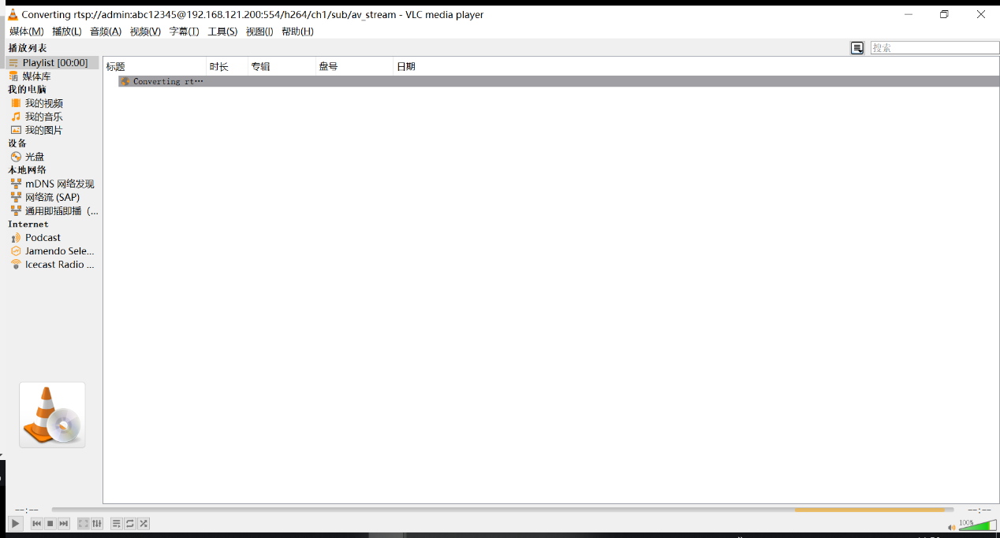 Converting rtsp://admin:abc12345@192.168.121.200:554/h264/ch1/sub/av_stream - VLC media player
媒体(M) 播放(L) 音频(A) 视频(V) 字幕(T) 工具(S) 视图(I) 帮助(H)
播放列表
搜索
Playlist [00:00]
标题 时长 专辑 盘号 日期
媒体库
Converting rt…
我的电脑
我的视频
我的音乐
我的图片
设备
光盘
本地网络
mDNS 网络发现
网络流 (SAP)
通用即插即播 (...
Internet
Podcast
Jamendo Sele...
Icecast Radio ...
--:-- --:--
100%